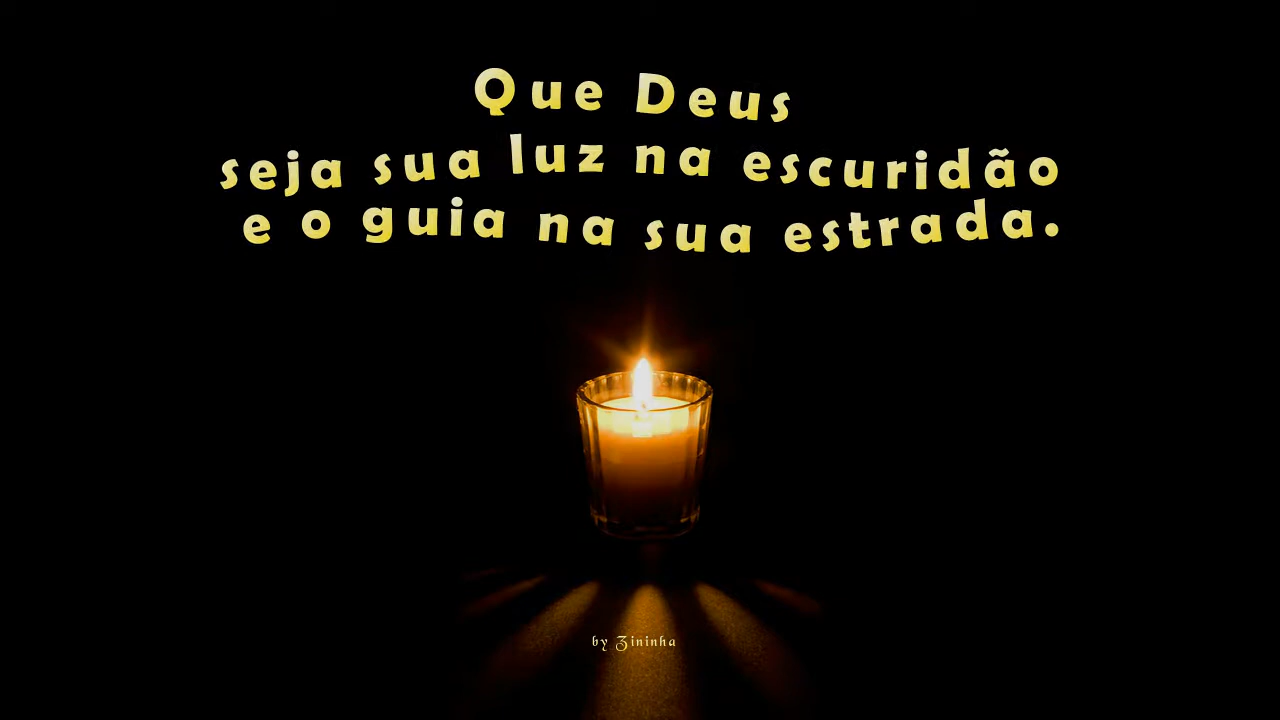 Que Deus
seja sua luz na escuridão
e o guia na sua estrada.
by Zininha